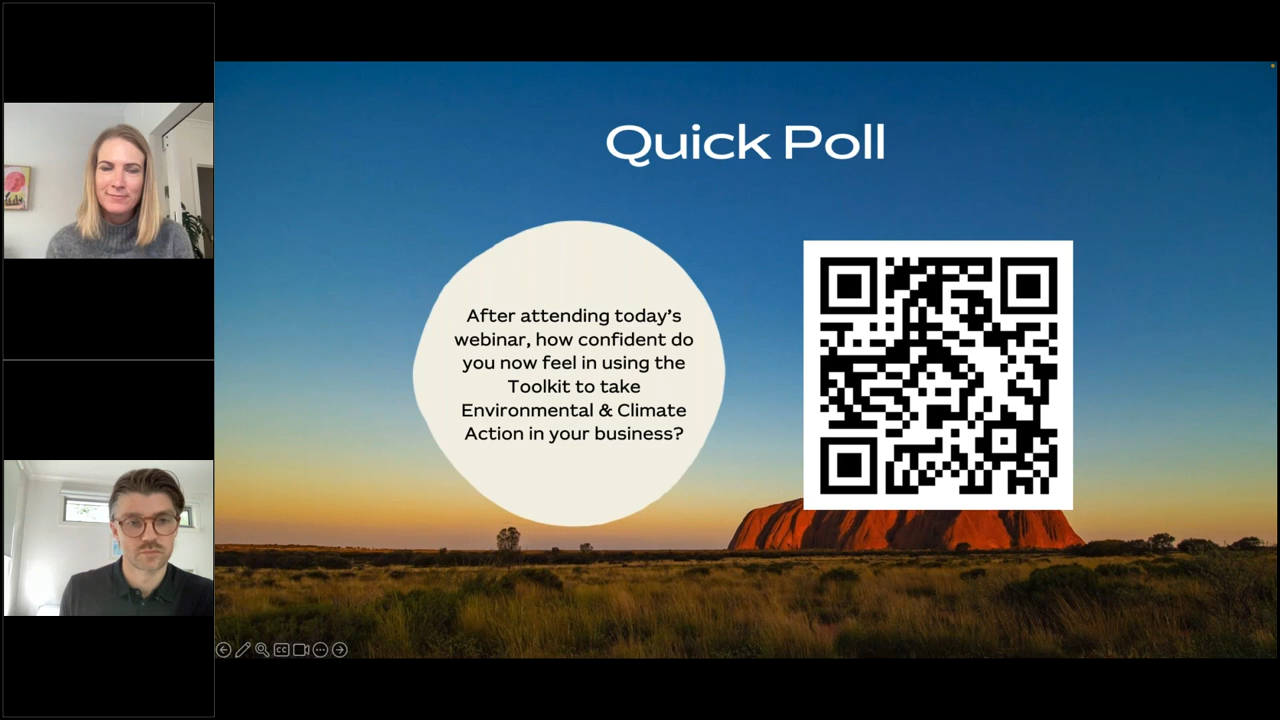 Quick Poll
After attending today's
webinar, how confident do
you now feel in using the
Toolkit to take
Environmental & Climate
Action in your business?
CC